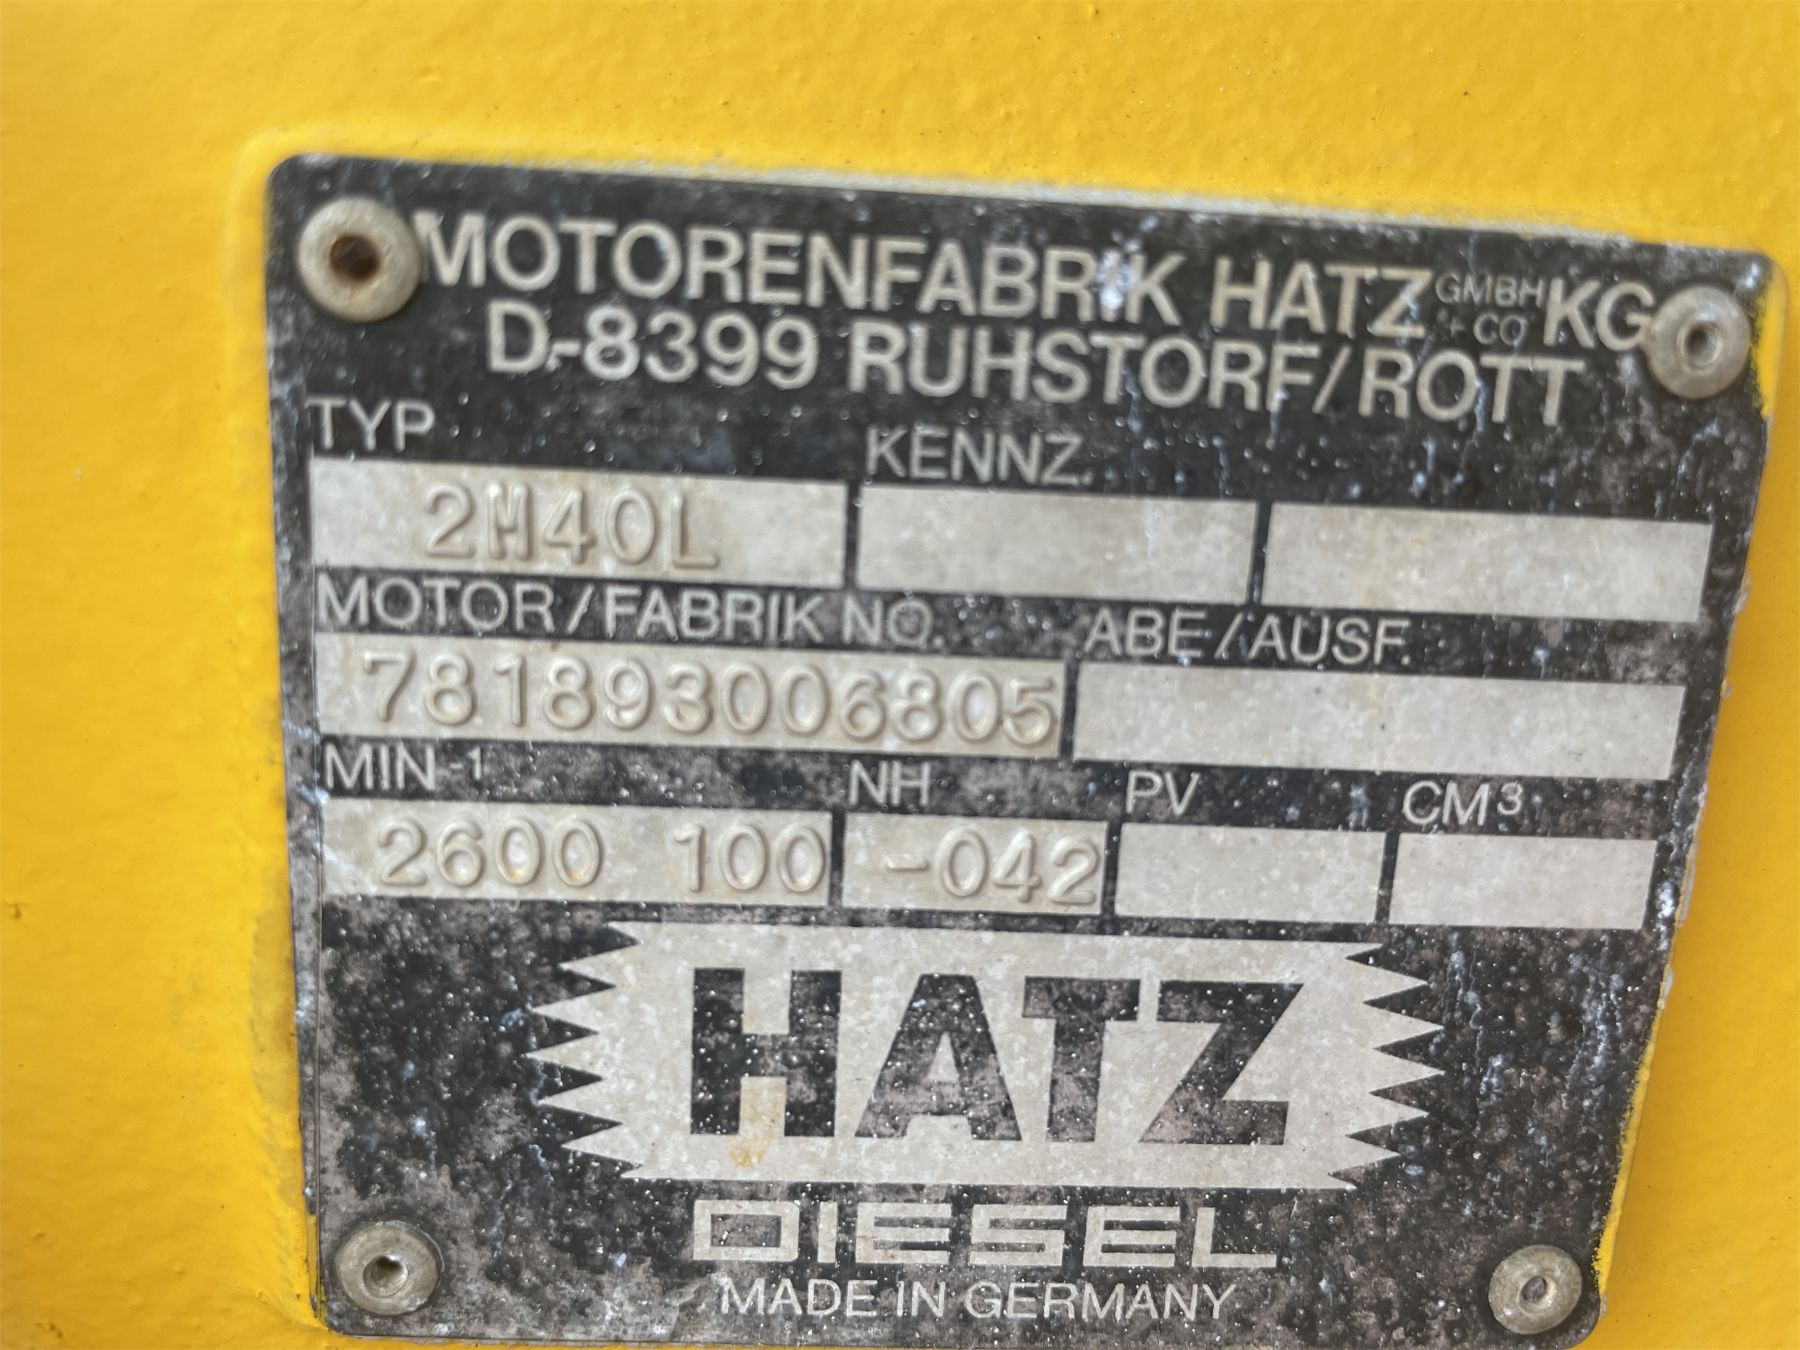 MOTORENFABRIK HATZ GMBH + CO KG
D-8399 RUHSTORF/ROTT
TYP KENNZ.
2M40L
MOTOR/FABRIK NO. ABE/AUSF.
781893006805
MIN-1 NH PV CM³
2600 100 -042
HATZ
DIESEL
MADE IN GERMANY